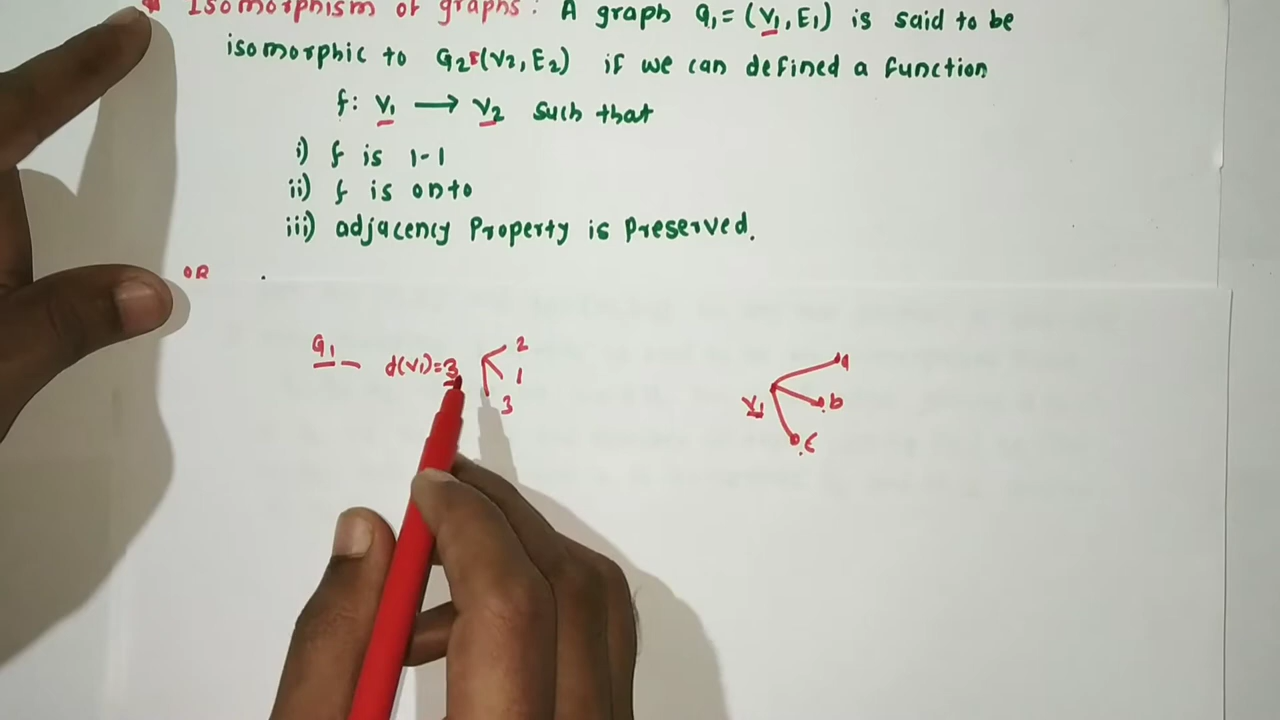 Isomorphism of graphs: A graph G1 = (V1, E1) is said to be
isomorphic to G2=(V2, E2) if we can defined a function
f: V1 → V2 such that
i) f is 1-1
ii) f is onto
iii) adjacency Property is Preserved.
OR
G1 — d(V1)=3
2
1
3
V1
a
b
c